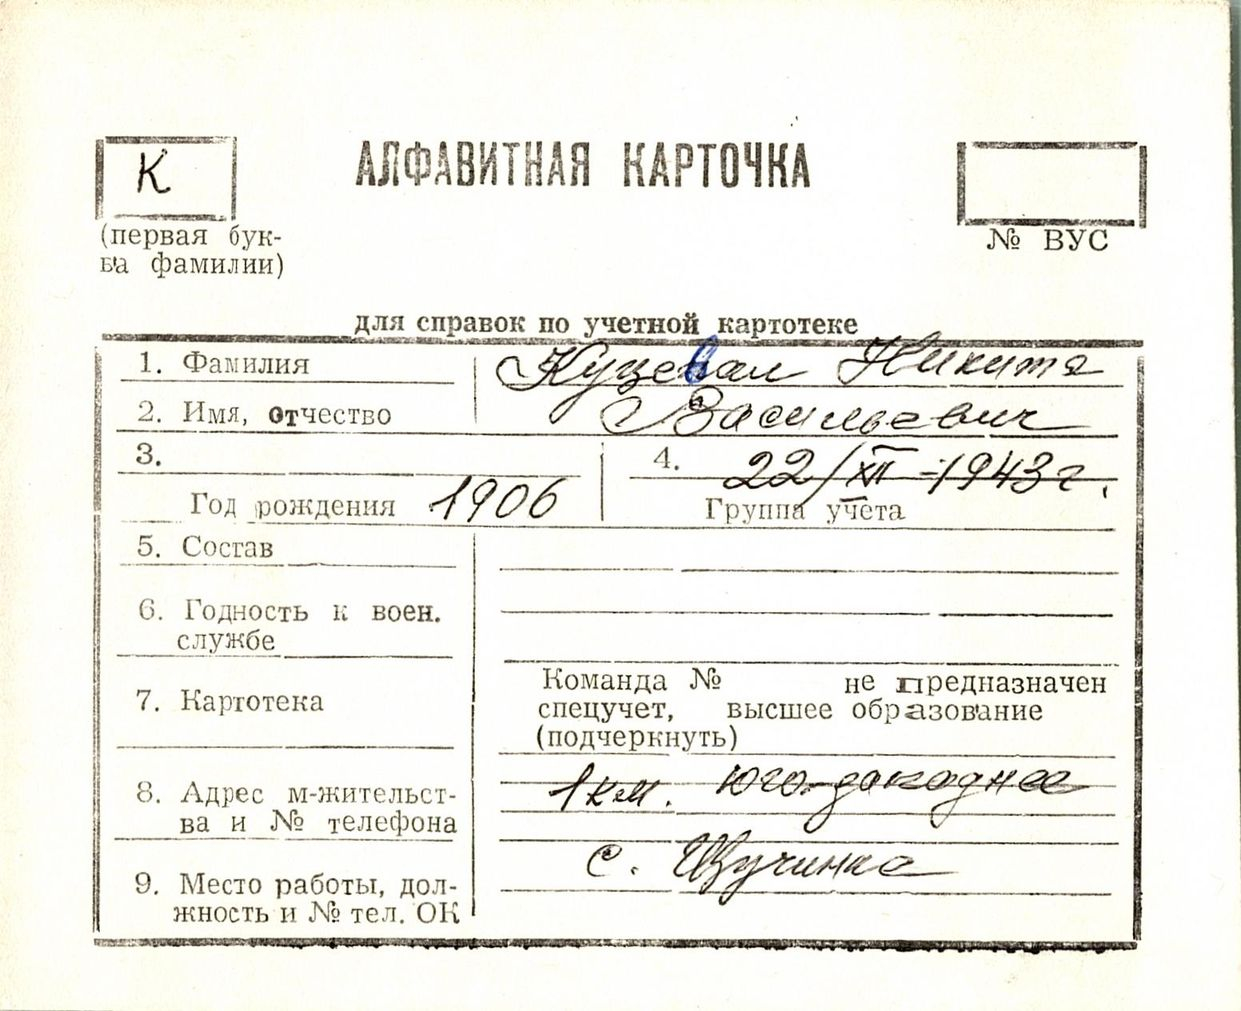 К
АЛФАВИТНАЯ КАРТОЧКА
(первая бук-
ва фамилии)
№ ВУС
для справок по учетной картотеке
1. Фамилия
Куцевал Никита
2. Имя, отчество
Васильевич
3.
Год рождения 1906
4. 22/XII-1943г.
Группа учета
5. Состав
6. Годность к воен.
службе
7. Картотека
Команда № не предназначен
спецучет, высшее образование
(подчеркнуть)
8. Адрес м-жительст-
ва и № телефона
1 км. юго-западнее
с. Щучинка
9. Место работы, дол-
жность и № тел. ОК